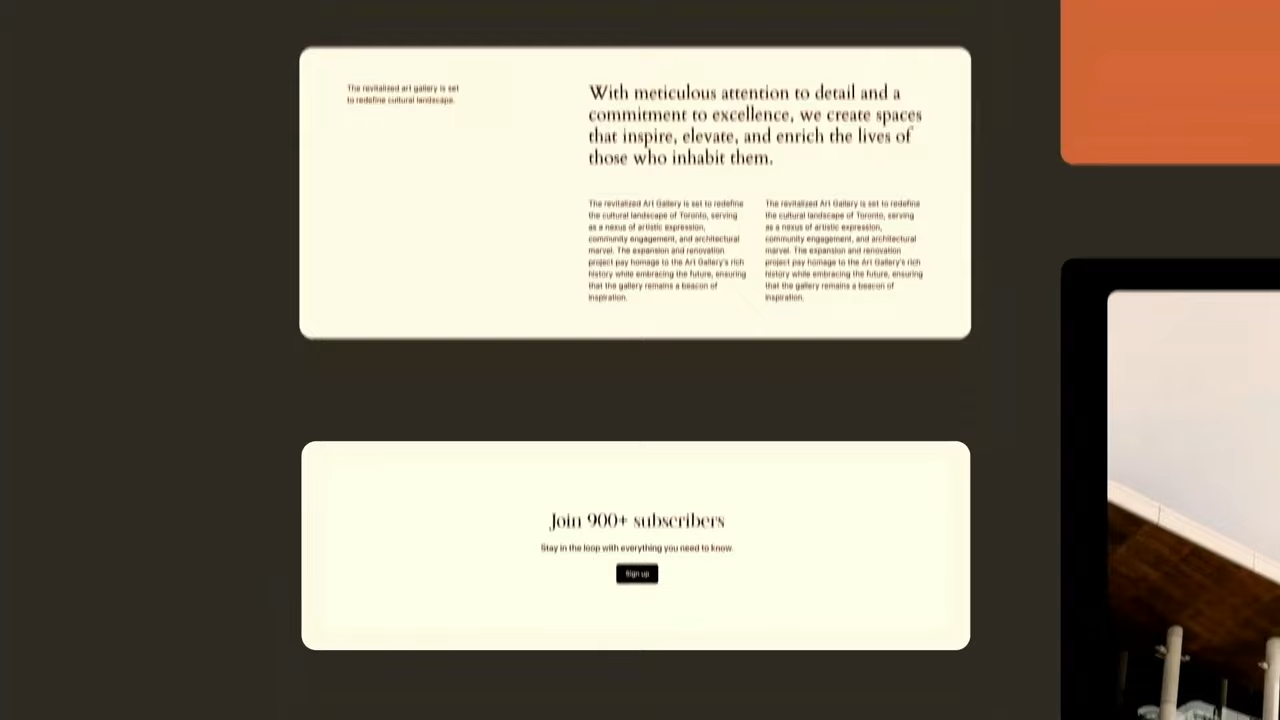 The revitalized art gallery is set
to redefine cultural landscape.
With meticulous attention to detail and a
commitment to excellence, we create spaces
that inspire, elevate, and enrich the lives of
those who inhabit them.
The revitalized Art Gallery is set to redefine
the cultural landscape of Toronto, serving
as a nexus of artistic expression,
community engagement, and architectural
marvel. The expansion and renovation
project pay homage to the Art Gallery's rich
history while embracing the future, ensuring
that the gallery remains a beacon of
inspiration.
The revitalized Art Gallery is set to redefine
the cultural landscape of Toronto, serving
as a nexus of artistic expression,
community engagement, and architectural
marvel. The expansion and renovation
project pay homage to the Art Gallery's rich
history while embracing the future, ensuring
that the gallery remains a beacon of
inspiration.
Join 900+ subscribers
Stay in the loop with everything you need to know.
Sign up